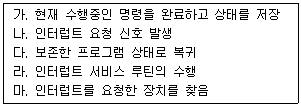 가. 현재 수행중인 명령을 완료하고 상태를 저장
나. 인터럽트 요청 신호 발생
다. 보존한 프로그램 상태로 복귀
라. 인터럽트 서비스 루틴의 수행
마. 인터럽트를 요청한 장치를 찾음